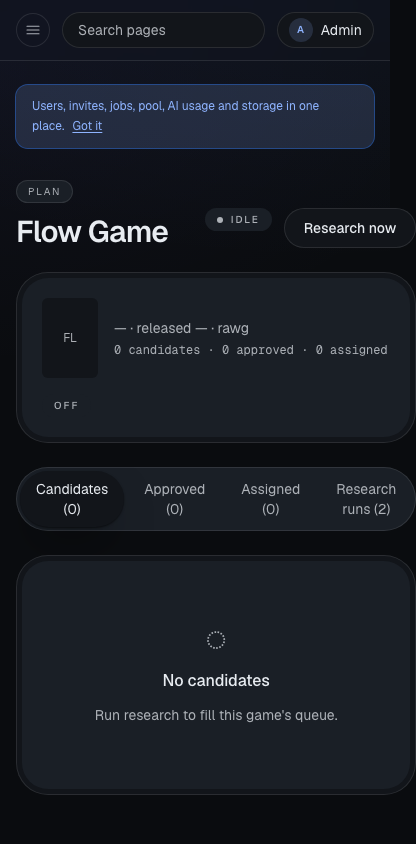 Search pages
A
Admin
Users, invites, jobs, pool, AI usage and storage in one
place. Got it
PLAN
Flow Game
IDLE
Research now
FL
— · released — · rawg
0 candidates · 0 approved · 0 assigned
OFF
Candidates
(0)
Approved
(0)
Assigned
(0)
Research
runs (2)
No candidates
Run research to fill this game's queue.